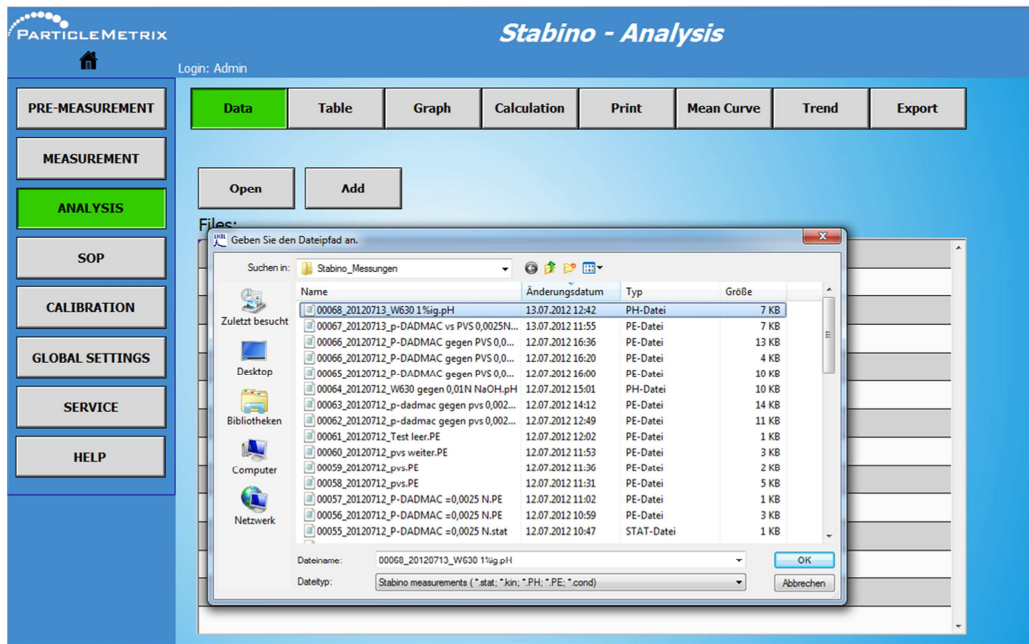 PARTICLEMETRIX
Stabino - Analysis
Login: Admin
PRE-MEASUREMENT
MEASUREMENT
ANALYSIS
SOP
CALIBRATION
GLOBAL SETTINGS
SERVICE
HELP
Data Table Graph Calculation Print Mean Curve Trend Export
Open Add
Files:
Geben Sie den Dateipfad an.
Suchen in: Stabino_Messungen
Zuletzt besucht
Desktop
Bibliotheken
Computer
Netzwerk
Name Änderungsdatum Typ Größe
00068_20120713_W630 1%ig.pH 13.07.2012 12:42 PH-Datei 7 KB
00067_20120713_p-DADMAC vs PVS 0,0025N... 13.07.2012 11:55 PE-Datei 7 KB
00066_20120712_P-DADMAC gegen PVS 0,0... 12.07.2012 16:36 PE-Datei 13 KB
00066_20120712_P-DADMAC gegen PVS 0,0... 12.07.2012 16:20 PE-Datei 4 KB
00065_20120712_P-DADMAC gegen PVS 0,0... 12.07.2012 16:00 PE-Datei 10 KB
00064_20120712_W630 gegen 0,01N NaOH.pH 12.07.2012 15:01 PH-Datei 10 KB
00063_20120712_p-dadmac gegen pvs 0,002... 12.07.2012 14:12 PE-Datei 14 KB
00062_20120712_p-dadmac gegen pvs 0,002... 12.07.2012 12:49 PE-Datei 11 KB
00061_20120712_Test leer.PE 12.07.2012 12:02 PE-Datei 1 KB
00060_20120712_pvs weiter.PE 12.07.2012 11:53 PE-Datei 3 KB
00059_20120712_pvs.PE 12.07.2012 11:36 PE-Datei 2 KB
00058_20120712_pvs.PE 12.07.2012 11:31 PE-Datei 5 KB
00057_20120712_P-DADMAC =0,0025 N.PE 12.07.2012 11:02 PE-Datei 1 KB
00056_20120712_P-DADMAC =0,0025 N.PE 12.07.2012 10:59 PE-Datei 3 KB
00055_20120712_P-DADMAC =0,0025 N.stat 12.07.2012 10:47 STAT-Datei 1 KB
Dateiname: 00068_20120713_W630 1%ig.pH OK
Dateityp: Stabino measurements ( *.stat; *.kin; *.PH; *.PE; *.cond) Abbrechen